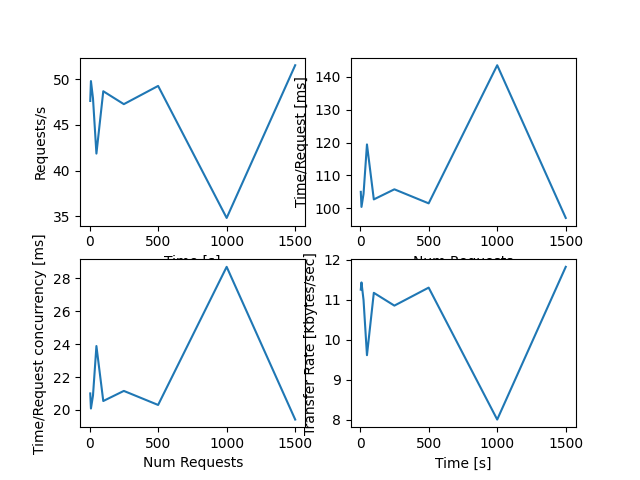 Requests/s
50
45
40
35
0 500 1000 1500
Time [s]
Time/Request [ms]
140
120
100
0 500 1000 1500
Num Requests
Time/Request concurrency [ms]
28
26
24
22
20
0 500 1000 1500
Num Requests
Transfer Rate [Kbytes/sec]
12
11
10
9
8
0 500 1000 1500
Time [s]